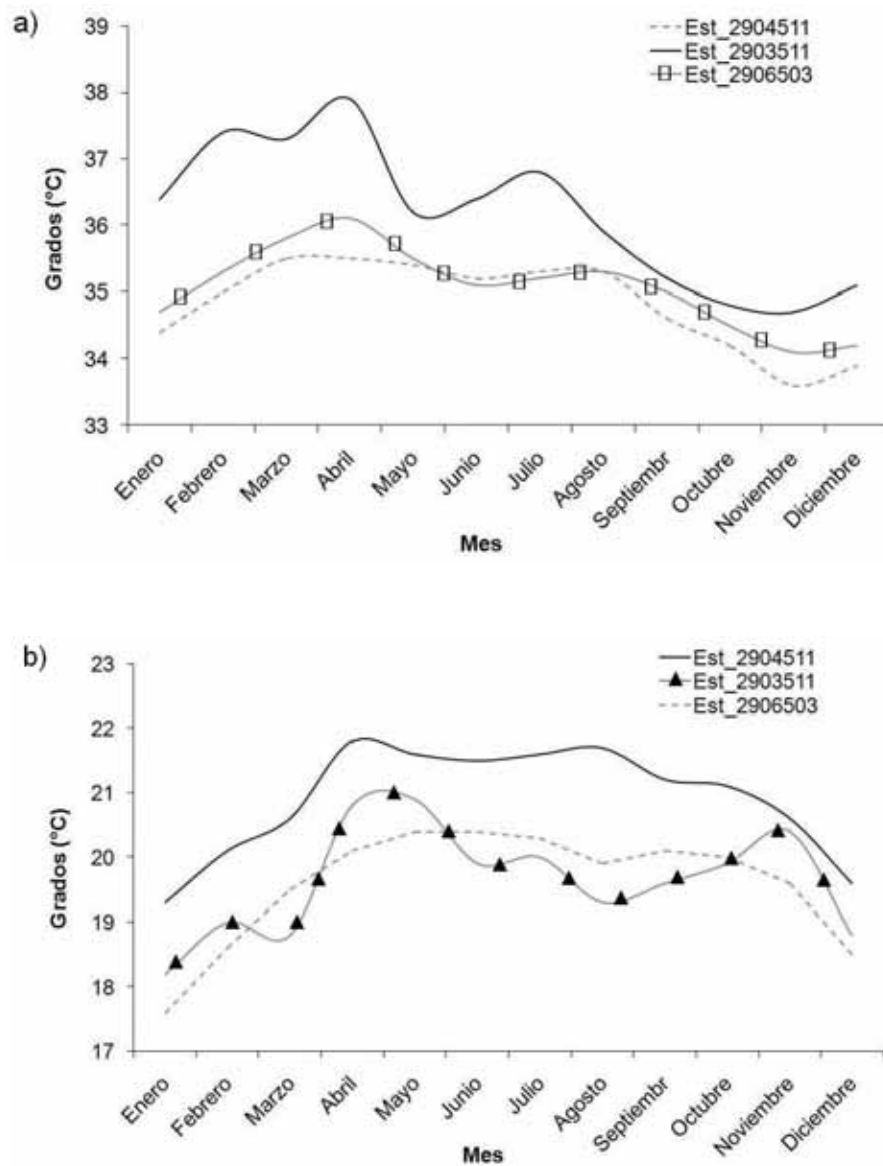 a)
39
38
37
36
35
34
33
Grados (°C)
Est_2904511
Est_2903511
Est_2906503
Enero
Febrero
Marzo
Abril
Mayo
Junio
Julio
Agosto
Septiembr
Octubre
Noviembre
Diciembre
Mes
b)
23
22
21
20
19
18
17
Grados (°C)
Est_2904511
Est_2903511
Est_2906503
Enero
Febrero
Marzo
Abril
Mayo
Junio
Julio
Agosto
Septiembr
Octubre
Noviembre
Diciembre
Mes